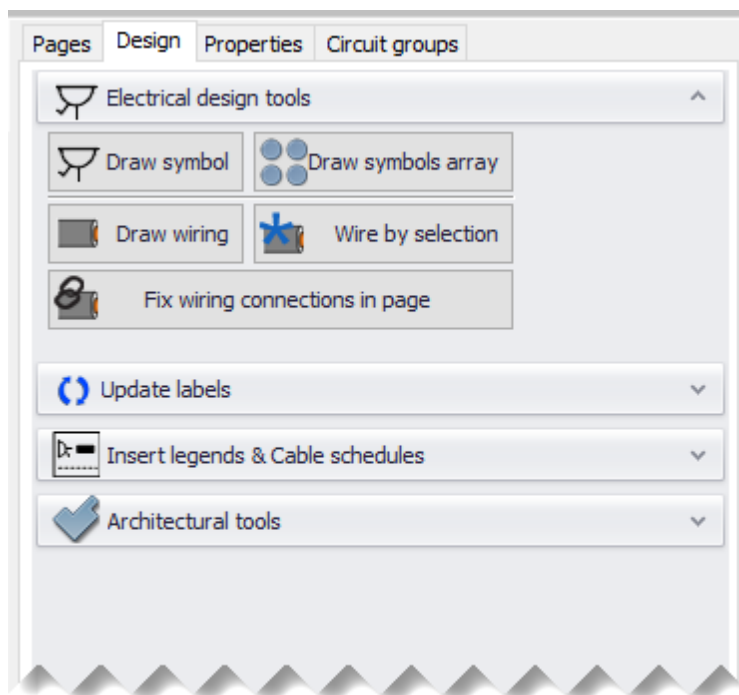 Pages Design Properties Circuit groups
Electrical design tools
Draw symbol Draw symbols array
Draw wiring Wire by selection
Fix wiring connections in page
Update labels
Insert legends & Cable schedules
Architectural tools